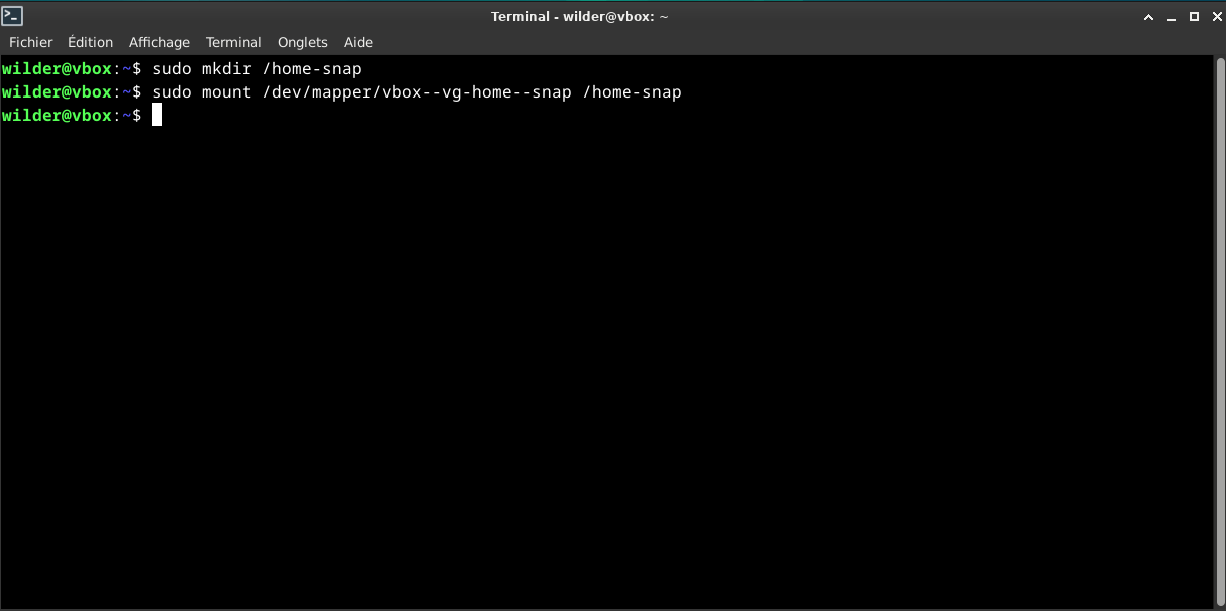 Terminal - wilder@vbox: ~
Fichier Édition Affichage Terminal Onglets Aide
wilder@vbox:~$ sudo mkdir /home-snap
wilder@vbox:~$ sudo mount /dev/mapper/vbox--vg-home--snap /home-snap
wilder@vbox:~$